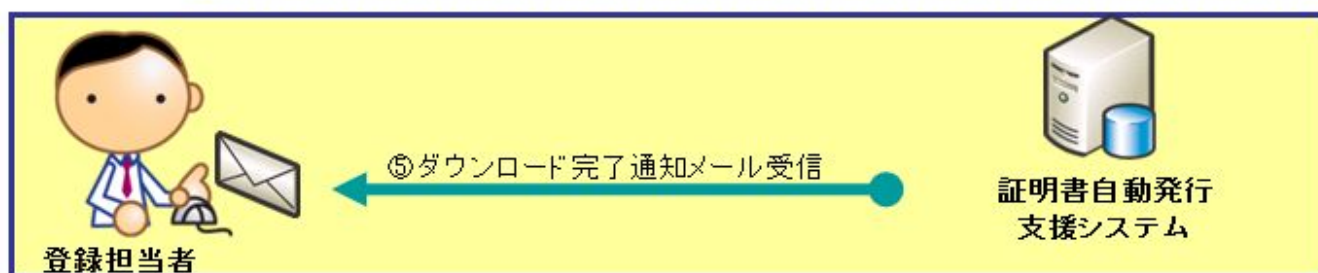 ⑤ダウンロード完了通知メール受信
証明書自動発行
支援システム
登録担当者